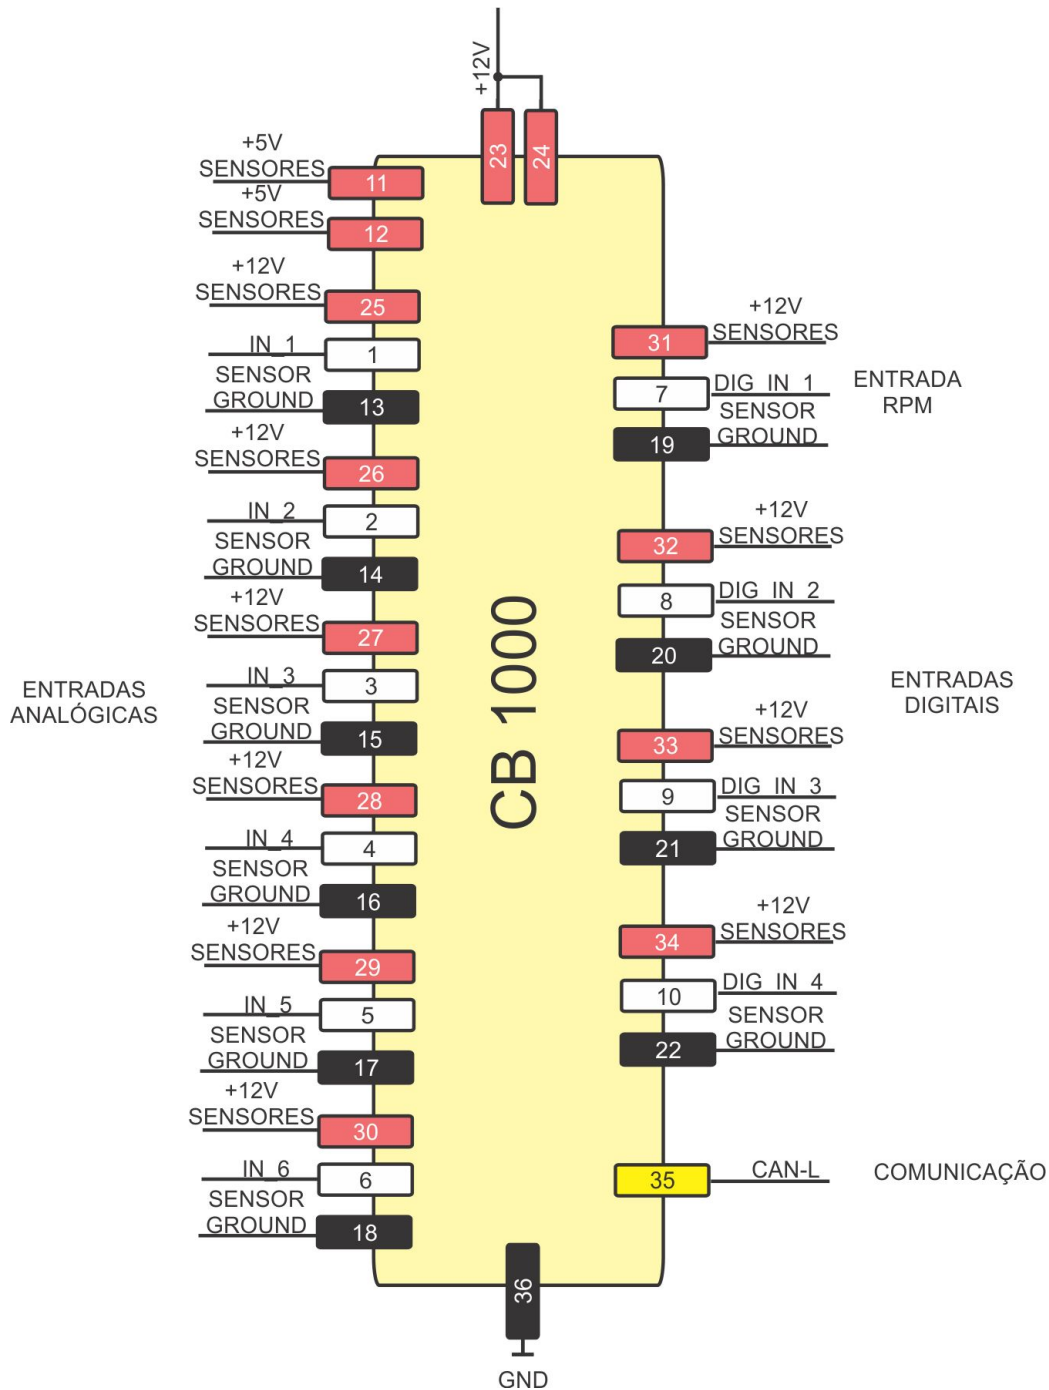 +12V
23
24
+5V
SENSORES
11
+5V
SENSORES
12
+12V
SENSORES
25
IN_1
1
SENSOR
GROUND
13
+12V
SENSORES
26
IN_2
2
SENSOR
GROUND
14
+12V
SENSORES
27
IN_3
3
SENSOR
GROUND
15
+12V
SENSORES
28
IN_4
4
SENSOR
GROUND
16
+12V
SENSORES
29
IN_5
5
SENSOR
GROUND
17
+12V
SENSORES
30
IN_6
6
SENSOR
GROUND
18
ENTRADAS
ANALÓGICAS
CB 1000
+12V
31 SENSORES
7 DIG_IN_1
SENSOR
19 GROUND
ENTRADA
RPM
+12V
32 SENSORES
8 DIG_IN_2
SENSOR
20 GROUND
+12V
33 SENSORES
9 DIG_IN_3
SENSOR
21 GROUND
+12V
34 SENSORES
10 DIG_IN_4
SENSOR
22 GROUND
ENTRADAS
DIGITAIS
35 CAN-L COMUNICAÇÃO
36
GND